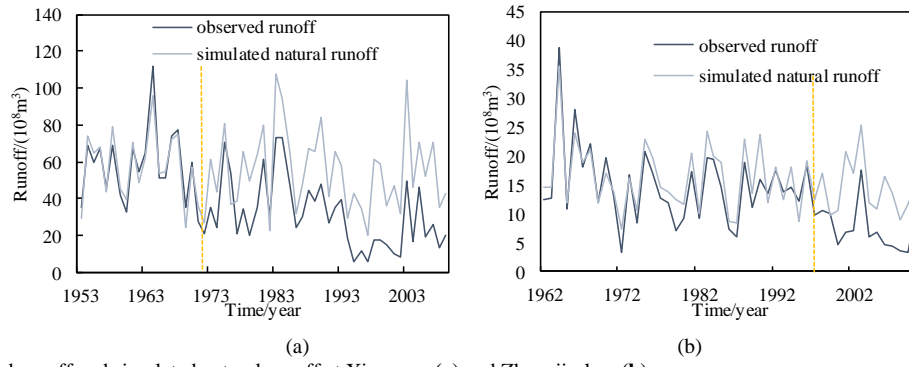 140
120
100
80
60
40
20
0
Runoff/(10⁸m³)
observed runoff
simulated natural runoff
1953 1963 1973 1983 1993 2003
Time/year
(a)
45
40
35
30
25
20
15
10
5
0
Runoff/(10⁸m³)
observed runoff
simulated natural runoff
1962 1972 1982 1992 2002
Time/year
(b)